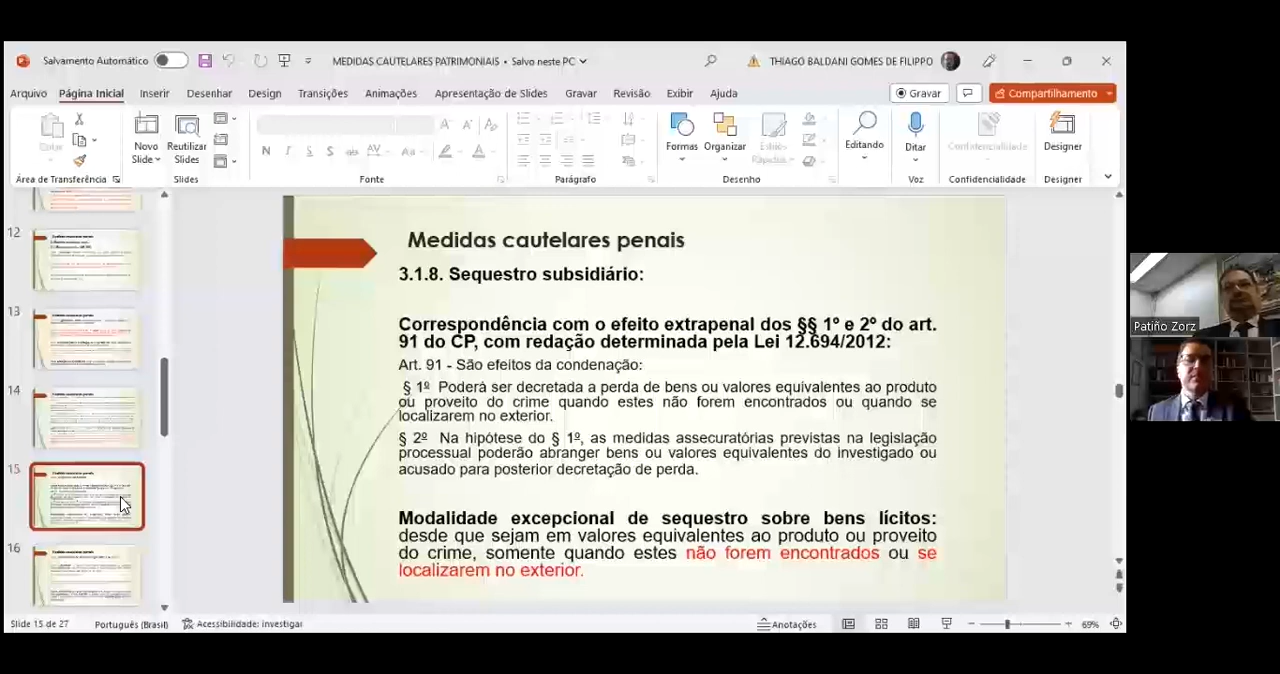 Salvamento Automático
MEDIDAS CAUTELARES PATRIMONIAIS • Salvo neste PC
THIAGO BALDANI GOMES DE FILIPPO
Arquivo Página Inicial Inserir Desenhar Design Transições Animações Apresentação de Slides Gravar Revisão Exibir Ajuda
Gravar
Compartilhamento
Colar
Novo Slide
Reutilizar Slides
Formas
Organizar
Estilos Rápidos
Editando
Ditar
Confidencialidade
Designer
Área de Transferência
Slides
Fonte
Parágrafo
Desenho
Voz
Confidencialidade
Designer
12
13
14
15
16
Medidas cautelares penais
3.1.8. Sequestro subsidiário:
Correspondência com o efeito extrapenal dos §§ 1º e 2º do art.
91 do CP, com redação determinada pela Lei 12.694/2012:
Art. 91 - São efeitos da condenação:
§ 1º Poderá ser decretada a perda de bens ou valores equivalentes ao produto
ou proveito do crime quando estes não forem encontrados ou quando se
localizarem no exterior.
§ 2º Na hipótese do § 1º, as medidas assecuratórias previstas na legislação
processual poderão abranger bens ou valores equivalentes do investigado ou
acusado para posterior decretação de perda.
Modalidade excepcional de sequestro sobre bens lícitos:
desde que sejam em valores equivalentes ao produto ou proveito
do crime, somente quando estes não forem encontrados ou se
localizarem no exterior.
Patiño Zorz
Slide 15 de 27
Português (Brasil)
Acessibilidade: investigar
Anotações
69%